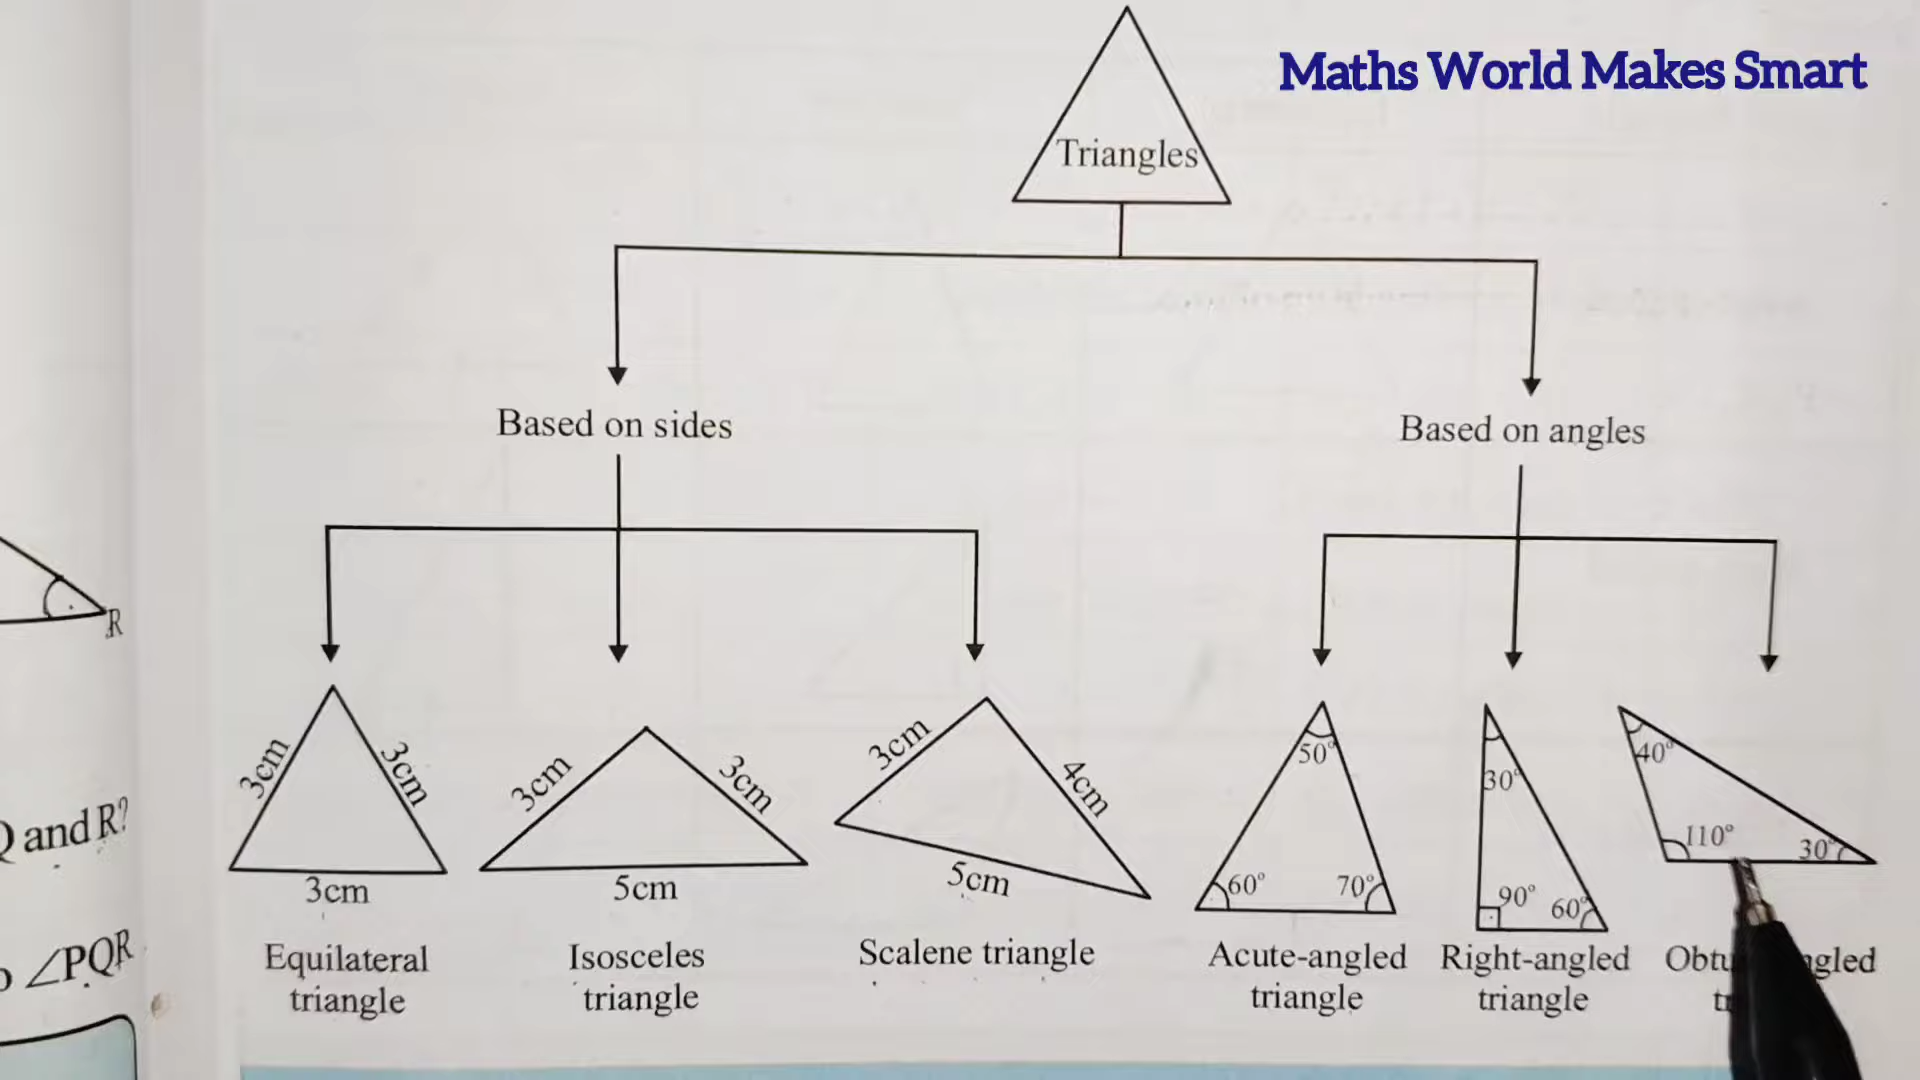 Maths World Makes Smart
Triangles
Based on sides
Based on angles
3cm
3cm
3cm
Equilateral
triangle
3cm
3cm
5cm
Isosceles
triangle
3cm
4cm
5cm
Scalene triangle
50°
60°
70°
Acute-angled
triangle
30°
90°
60°
Right-angled
triangle
40°
110°
30°
R
and R?
∠PQR